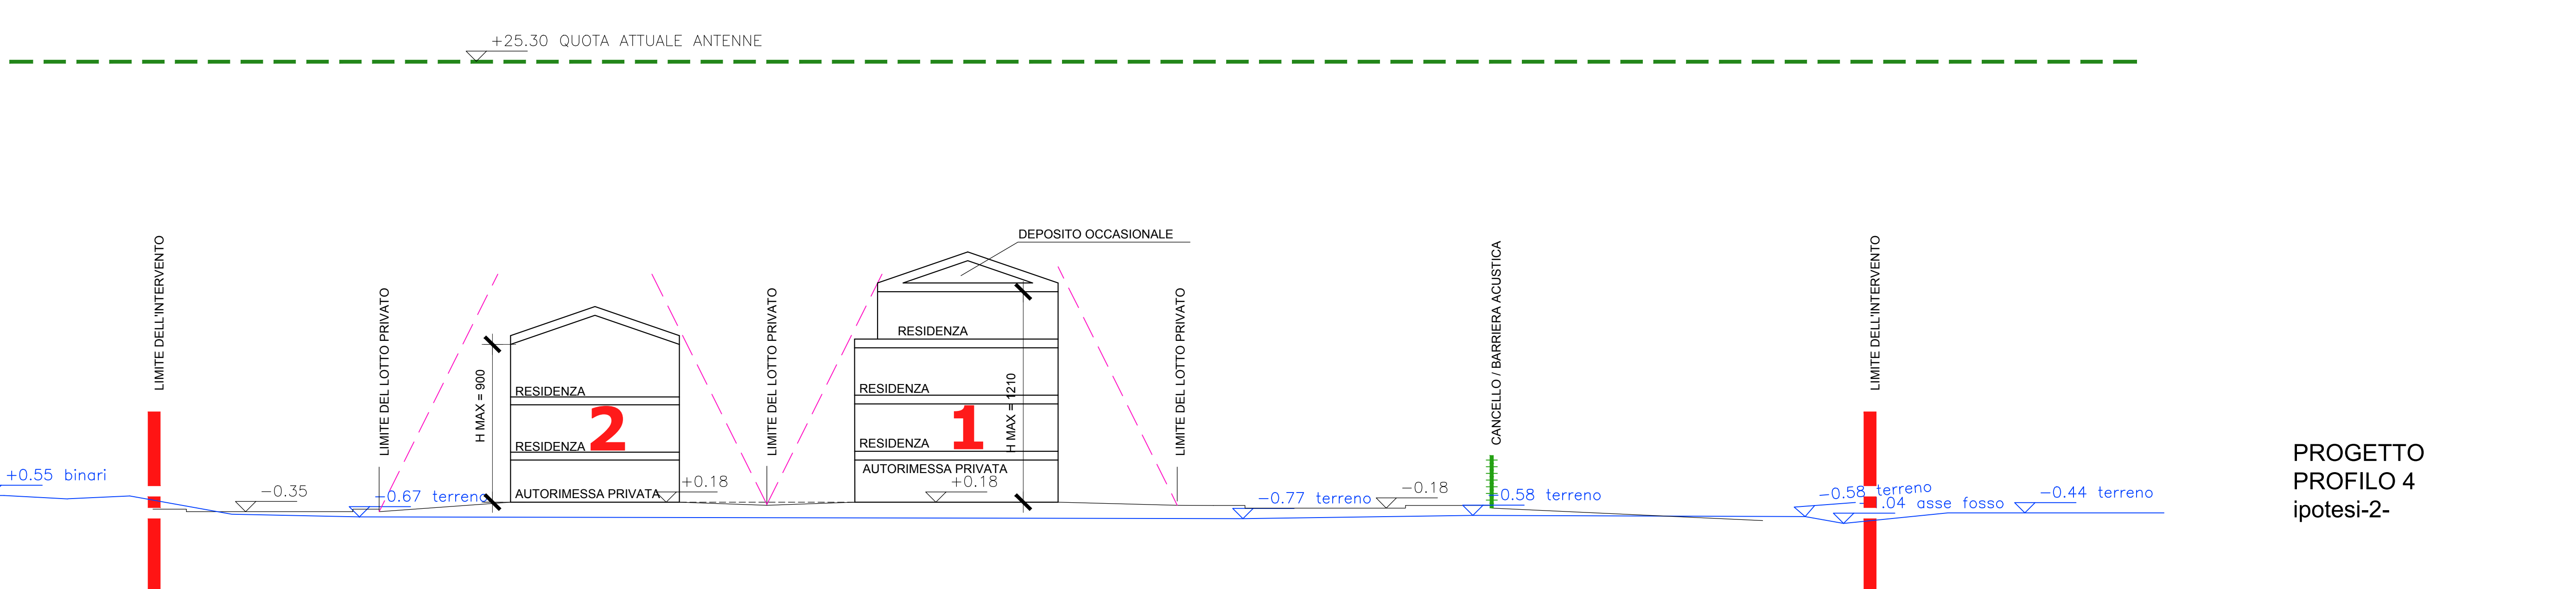 +25.30 QUOTA ATTUALE ANTENNE
DEPOSITO OCCASIONALE
LIMITE DELL'INTERVENTO
LIMITE DEL LOTTO PRIVATO
H MAX = 900
RESIDENZA
RESIDENZA
2
AUTORIMESSA PRIVATA
LIMITE DEL LOTTO PRIVATO
RESIDENZA
RESIDENZA
RESIDENZA
1
H MAX = 1210
AUTORIMESSA PRIVATA
LIMITE DEL LOTTO PRIVATO
CANCELLO / BARRIERA ACUSTICA
LIMITE DELL'INTERVENTO
+0.55 binari
-0.35
-0.67 terreno
+0.18
+0.18
-0.77 terreno
-0.18
-0.58 terreno
-0.58 terreno
.04 asse fosso
-0.44 terreno
PROGETTO
PROFILO 4
ipotesi-2-